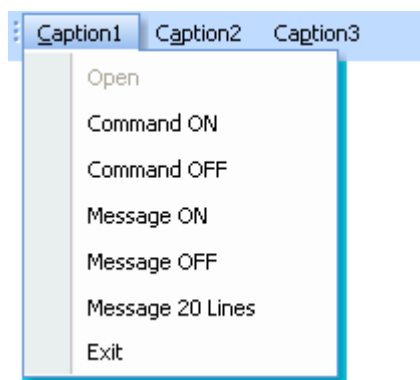 Caption1 Caption2 Caption3
Open
Command ON
Command OFF
Message ON
Message OFF
Message 20 Lines
Exit